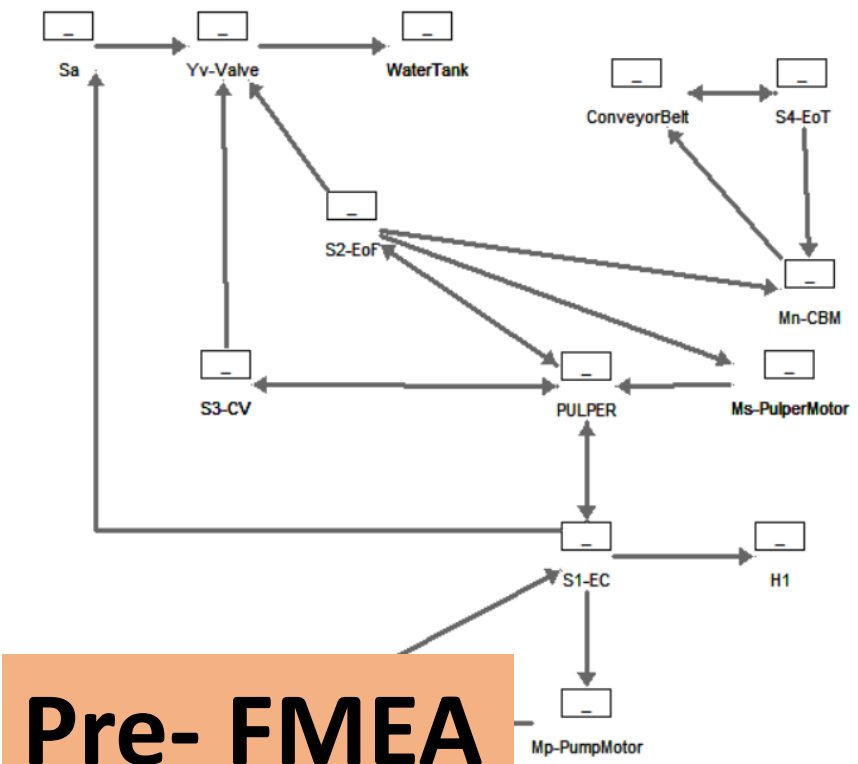 Sa
Yv-Valve
WaterTank
ConveyorBelt
S4-EoT
S2-EoF
Mn-CBM
S3-CV
PULPER
Ms-PulperMotor
S1-EC
H1
Pre- FMEA
Mp-PumpMotor